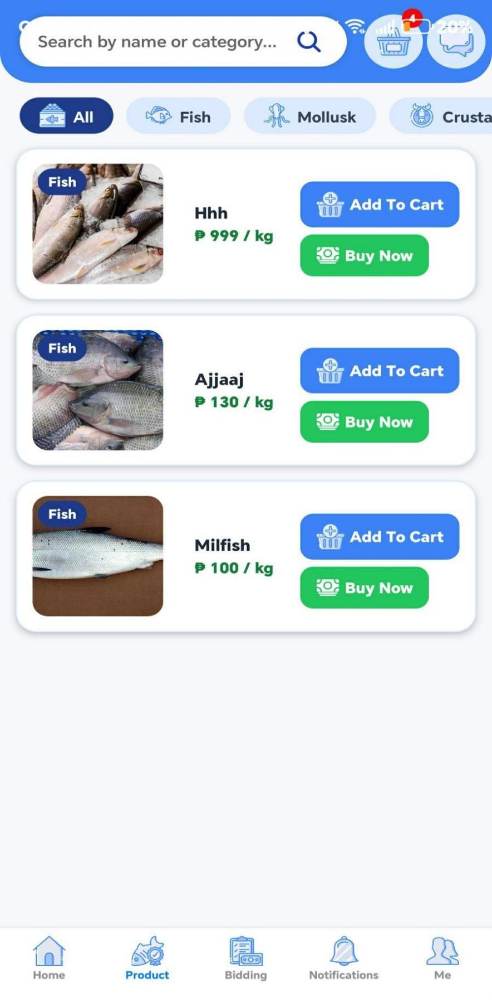 4
20%
Search by name or category...
All
Fish
Mollusk
Crusta
Fish
Hhh
₱ 999 / kg
Add To Cart
Buy Now
Fish
Ajjaaj
₱ 130 / kg
Add To Cart
Buy Now
Fish
Milfish
₱ 100 / kg
Add To Cart
Buy Now
Home
Product
Bidding
Notifications
Me